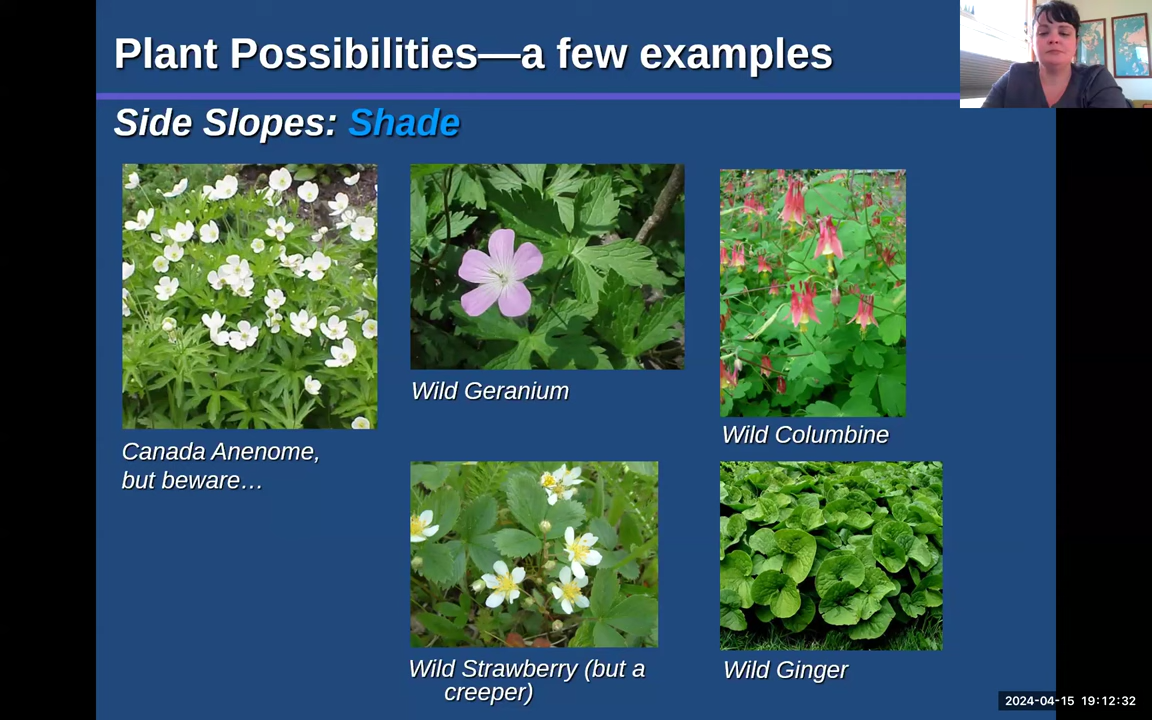 Plant Possibilities—a few examples
Side Slopes: Shade
Wild Geranium
Wild Columbine
Canada Anenome,
but beware…
Wild Strawberry (but a
creeper)
Wild Ginger
2024-04-15 19:12:32